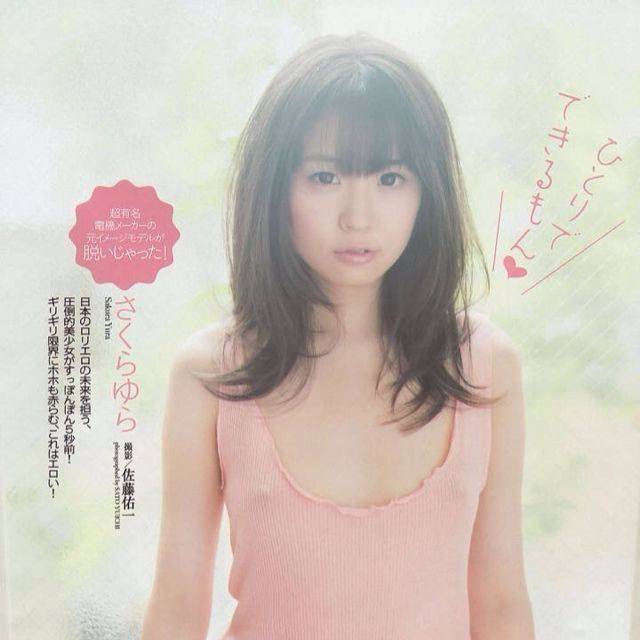 ひとりで
できるもん♥
超有名
電機メーカーの
元イメージモデルが
脱いじゃった!
さくらゆら
Sakura Yura
日本のロリエロの未来を担う、
圧倒的美少女がすっぽんぽん5秒前!
ギリギリ限界にホホも赤らむ、これはエロい!
撮影/佐藤佑一
photographed by SATO YUICHI